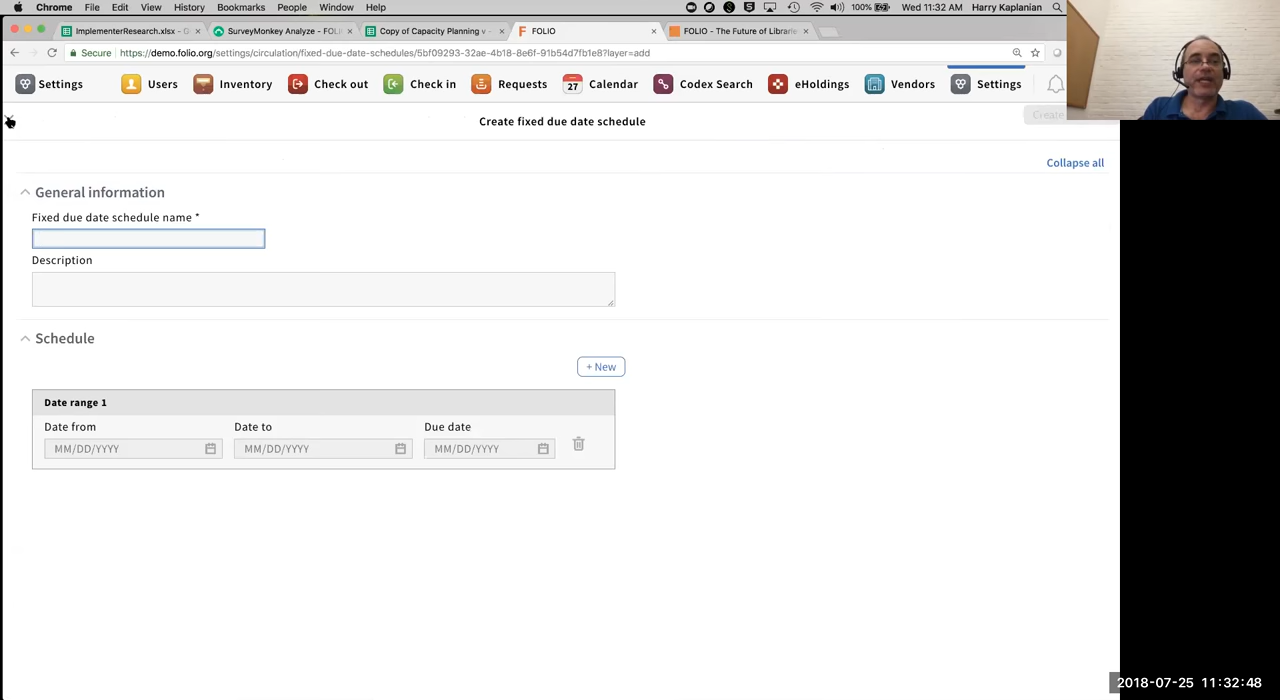 Chrome File Edit View History Bookmarks People Window Help 100% Wed 11:32 AM Harry Kaplanian
ImplementerResearch.xlsx - G SurveyMonkey Analyze - FOLI Copy of Capacity Planning v - FOLIO FOLIO - The Future of Librarie
Secure https://demo.folio.org/settings/circulation/fixed-due-date-schedules/5bf09293-32ae-4b18-8e6f-91b54d7fb1e8?layer=add
Settings Users Inventory Check out Check in Requests 27 Calendar Codex Search eHoldings Vendors Settings
Create fixed due date schedule Create
Collapse all
General information
Fixed due date schedule name *
Description
Schedule
+ New
Date range 1
Date from Date to Due date
MM/DD/YYYY MM/DD/YYYY MM/DD/YYYY
2018-07-25 11:32:48